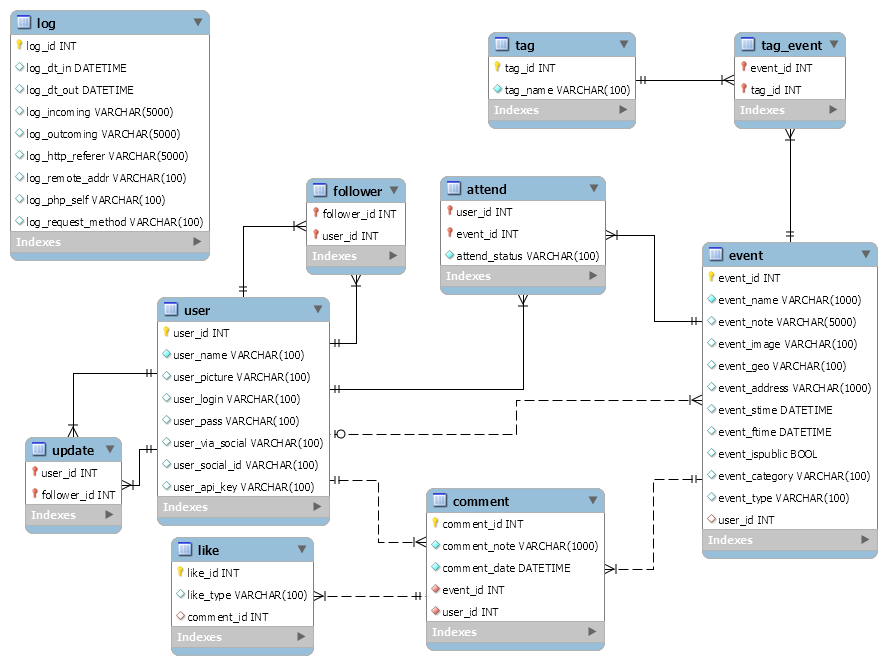 log
log_id INT
log_dt_in DATETIME
log_dt_out DATETIME
log_incoming VARCHAR(5000)
log_outcoming VARCHAR(5000)
log_http_referer VARCHAR(5000)
log_remote_addr VARCHAR(100)
log_php_self VARCHAR(100)
log_request_method VARCHAR(100)
Indexes
tag
tag_id INT
tag_name VARCHAR(100)
Indexes
tag_event
event_id INT
tag_id INT
Indexes
follower
follower_id INT
user_id INT
Indexes
attend
user_id INT
event_id INT
attend_status VARCHAR(100)
Indexes
event
event_id INT
event_name VARCHAR(1000)
event_note VARCHAR(5000)
event_image VARCHAR(100)
event_geo VARCHAR(100)
event_address VARCHAR(1000)
event_stime DATETIME
event_ftime DATETIME
event_ispublic BOOL
event_category VARCHAR(100)
event_type VARCHAR(100)
user_id INT
Indexes
user
user_id INT
user_name VARCHAR(100)
user_picture VARCHAR(100)
user_login VARCHAR(100)
user_pass VARCHAR(100)
user_via_social VARCHAR(100)
user_social_id VARCHAR(100)
user_api_key VARCHAR(100)
Indexes
update
user_id INT
follower_id INT
Indexes
comment
comment_id INT
comment_note VARCHAR(1000)
comment_date DATETIME
event_id INT
user_id INT
Indexes
like
like_id INT
like_type VARCHAR(100)
comment_id INT
Indexes